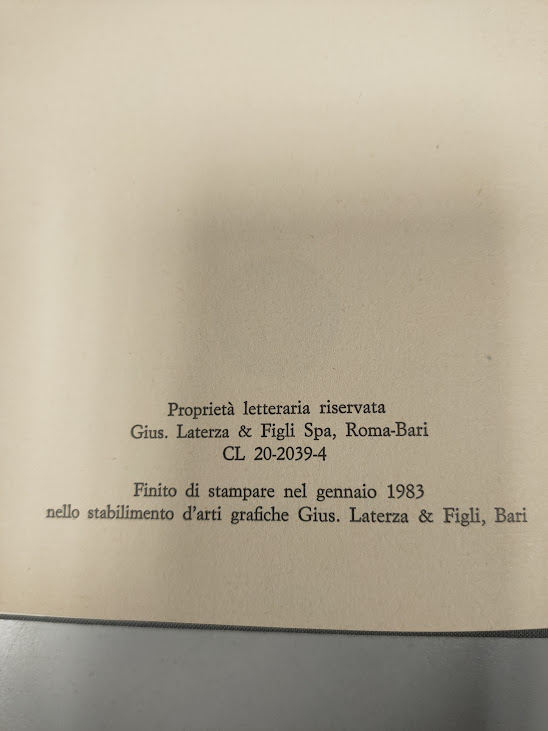 Proprietà letteraria riservata
Gius. Laterza & Figli Spa, Roma-Bari
CL 20-2039-4
Finito di stampare nel gennaio 1983
nello stabilimento d'arti grafiche Gius. Laterza & Figli, Bari